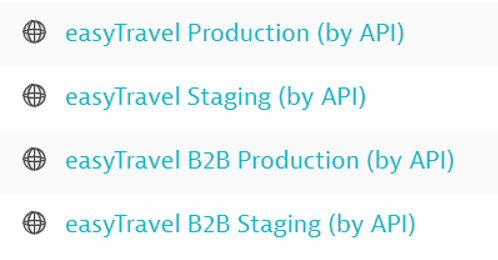 easyTravel Production (by API)
easyTravel Staging (by API)
easyTravel B2B Production (by API)
easyTravel B2B Staging (by API)